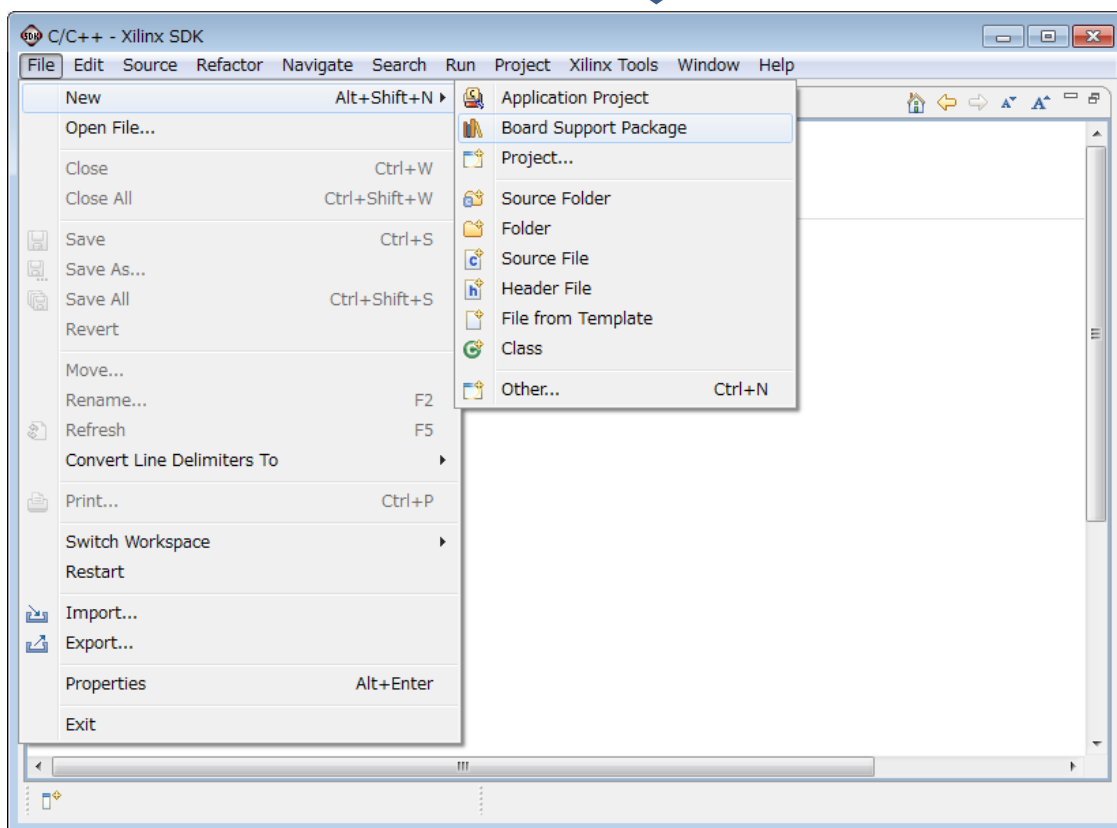 C/C++ - Xilinx SDK
File Edit Source Refactor Navigate Search Run Project Xilinx Tools Window Help
New Alt+Shift+N
Open File...
Close Ctrl+W
Close All Ctrl+Shift+W
Save Ctrl+S
Save As...
Save All Ctrl+Shift+S
Revert
Move...
Rename... F2
Refresh F5
Convert Line Delimiters To
Print... Ctrl+P
Switch Workspace
Restart
Import...
Export...
Properties Alt+Enter
Exit
Application Project
Board Support Package
Project...
Source Folder
Folder
Source File
Header File
File from Template
Class
Other... Ctrl+N